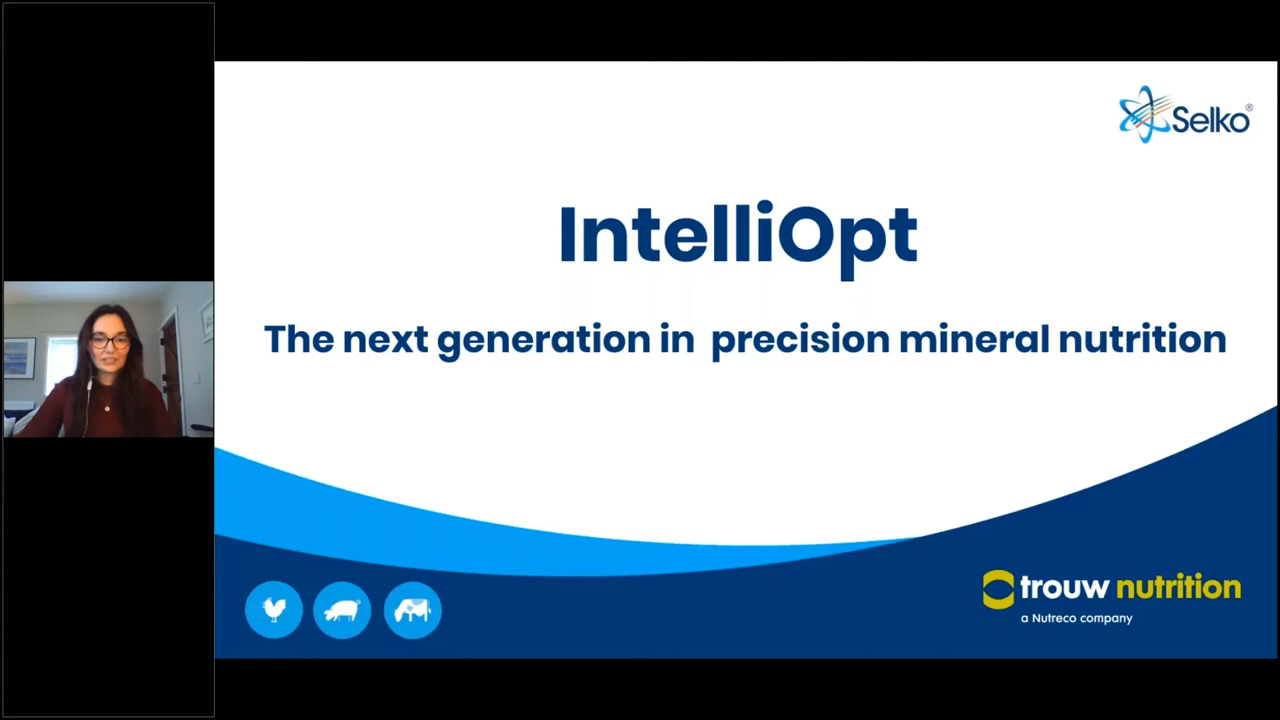 Selko®
IntelliOpt
The next generation in precision mineral nutrition
trouw nutrition
a Nutreco company